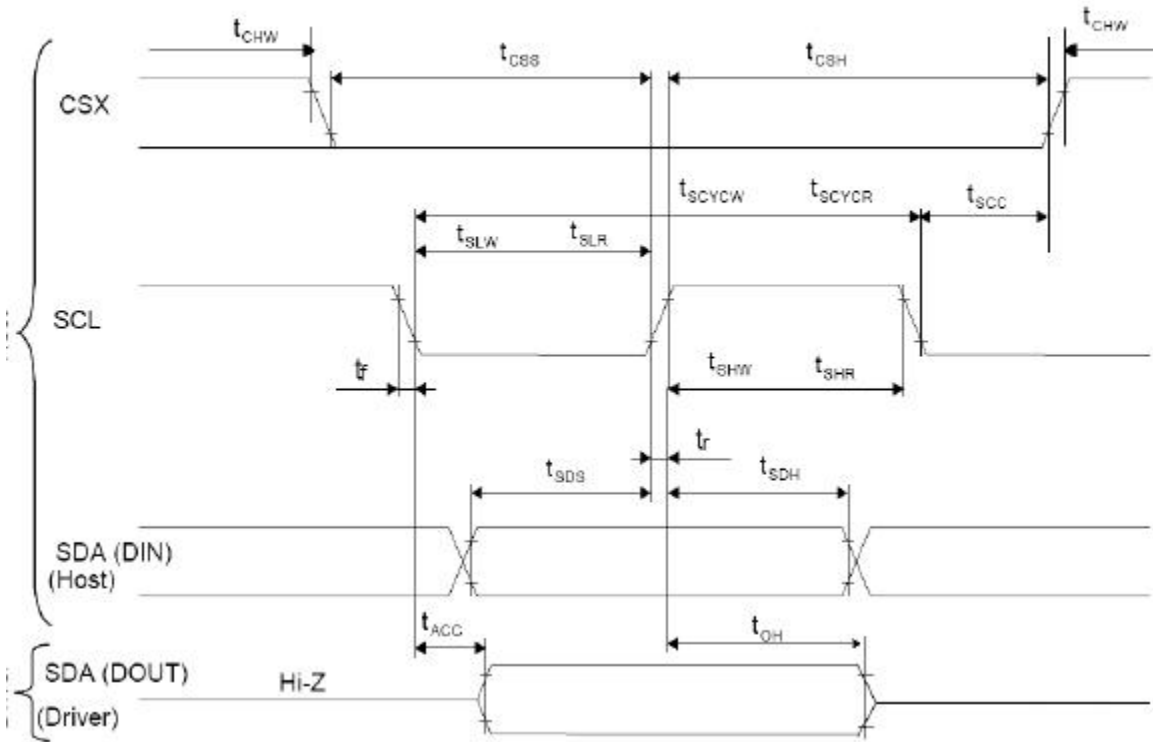 tCHW
tCHW
tCSS
tCSH
CSX
tSCYCW
tSCYCR
tSCC
tSLW
tSLR
SCL
tf
tSHW
tSHR
tr
tSDS
tSDH
SDA (DIN)
(Host)
tACC
tOH
SDA (DOUT)
Hi-Z
(Driver)